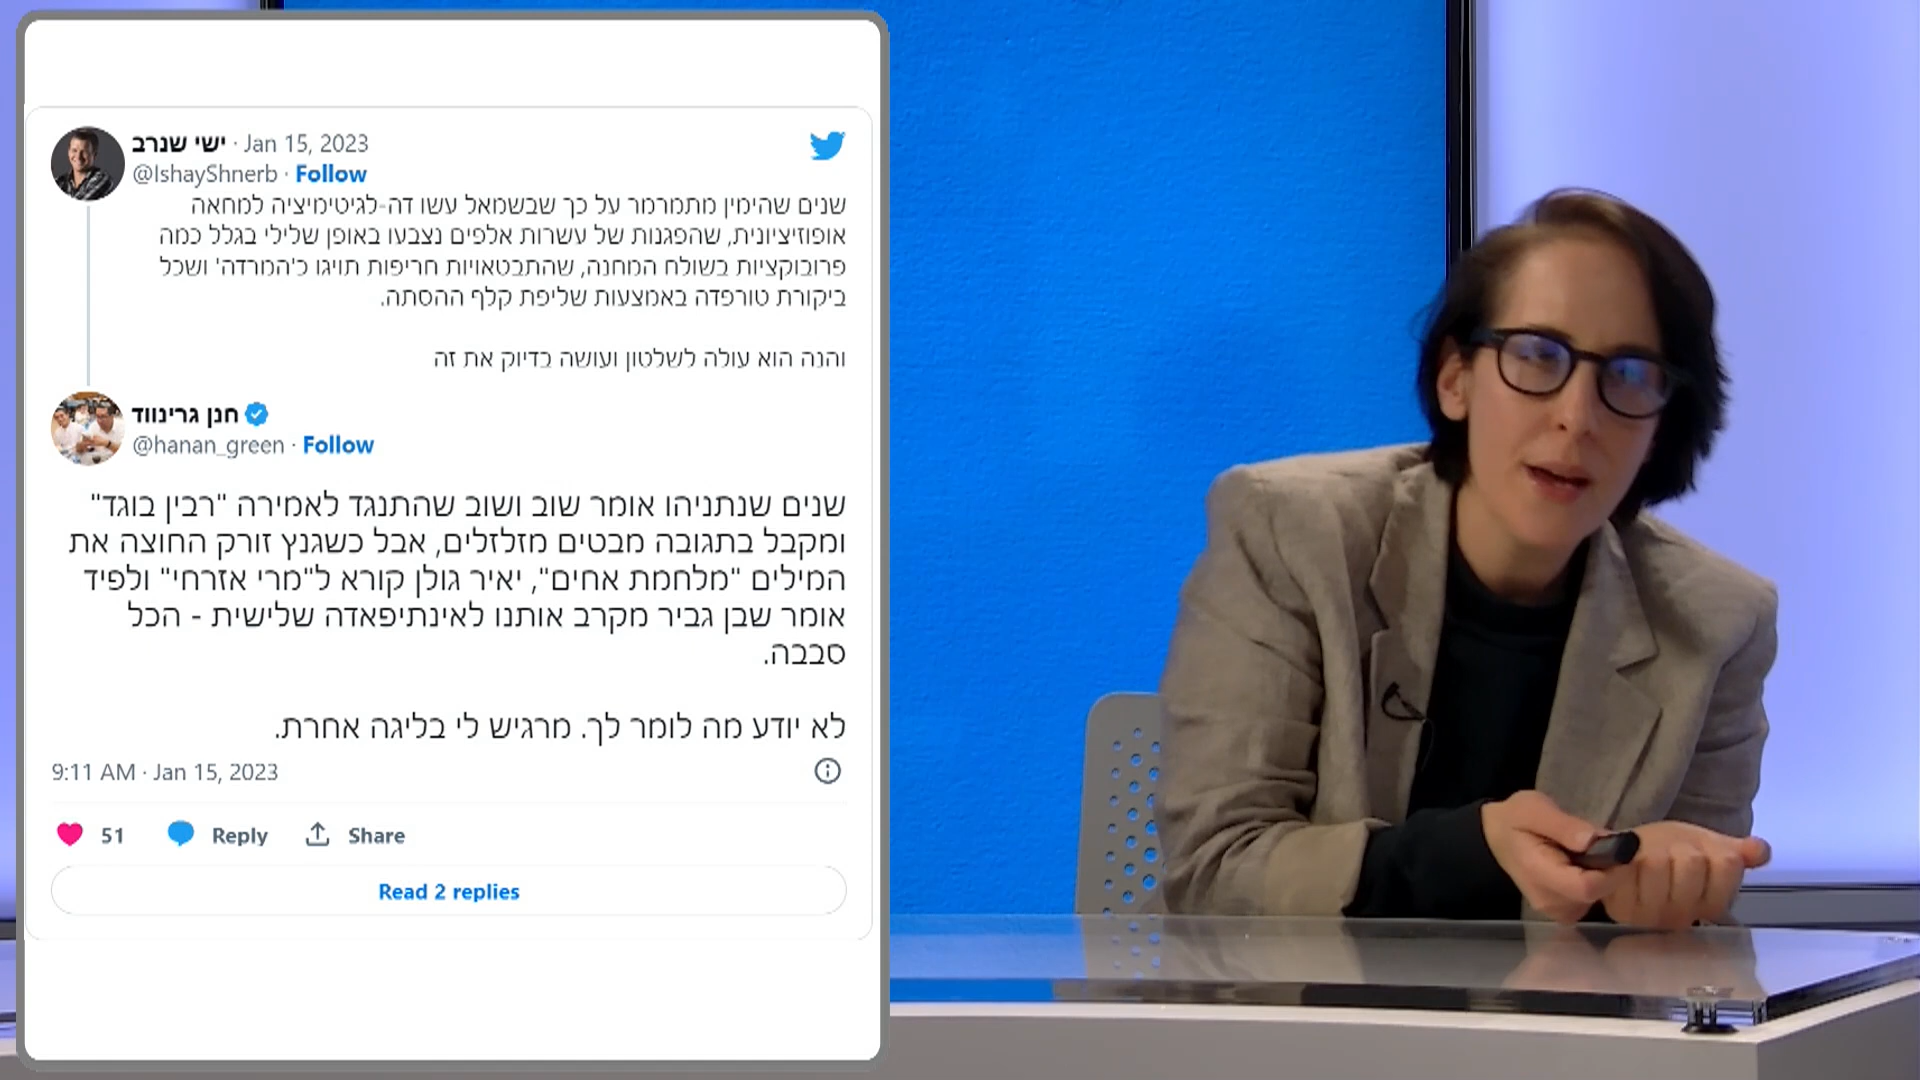 ישי שנרב · Jan 15, 2023
@IshayShnerb · Follow
שנים שהימין מתמרמר על כך שבשמאל עשו דה-לגיטימיציה למחאה
אופוזיציונית, שהפגנות של עשרות אלפים נצבעו באופן שלילי בגלל כמה
פרובוקציות בשולח המחנה, שהתבטאויות חריפות תויגו כ'המרדה' ושכל
ביקורת טורפדה באמצעות שליפת קלף ההסתה.
והנה הוא עולה לשלטון ועושה בדיוק את זה
חנן גרינווד
@hanan_green · Follow
שנים שנתניהו אומר שוב ושוב שהתנגד לאמירה "רבין בוגד"
ומקבל בתגובה מבטים מזלזלים, אבל כשגנץ זורק החוצה את
המילים "מלחמת אחים", יאיר גולן קורא ל"מרי אזרחי" ולפיד
אומר שבן גביר מקרב אותנו לאינתיפאדה שלישית - הכל
סבבה.
לא יודע מה לומר לך. מרגיש לי בליגה אחרת.
9:11 AM · Jan 15, 2023
51 Reply Share
Read 2 replies